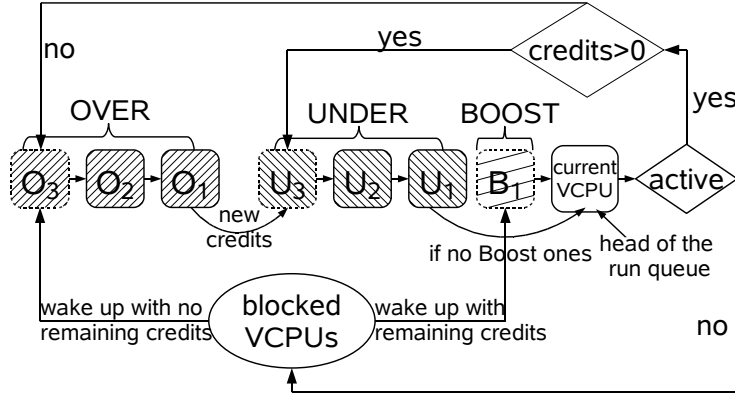 yes
credits>0
no
yes
OVER
UNDER
BOOST
O3
O2
O1
U3
U2
U1
B1
current
VCPU
active
new
credits
if no Boost ones
head of the
run queue
wake up with no
remaining credits
blocked
VCPUs
wake up with
remaining credits
no